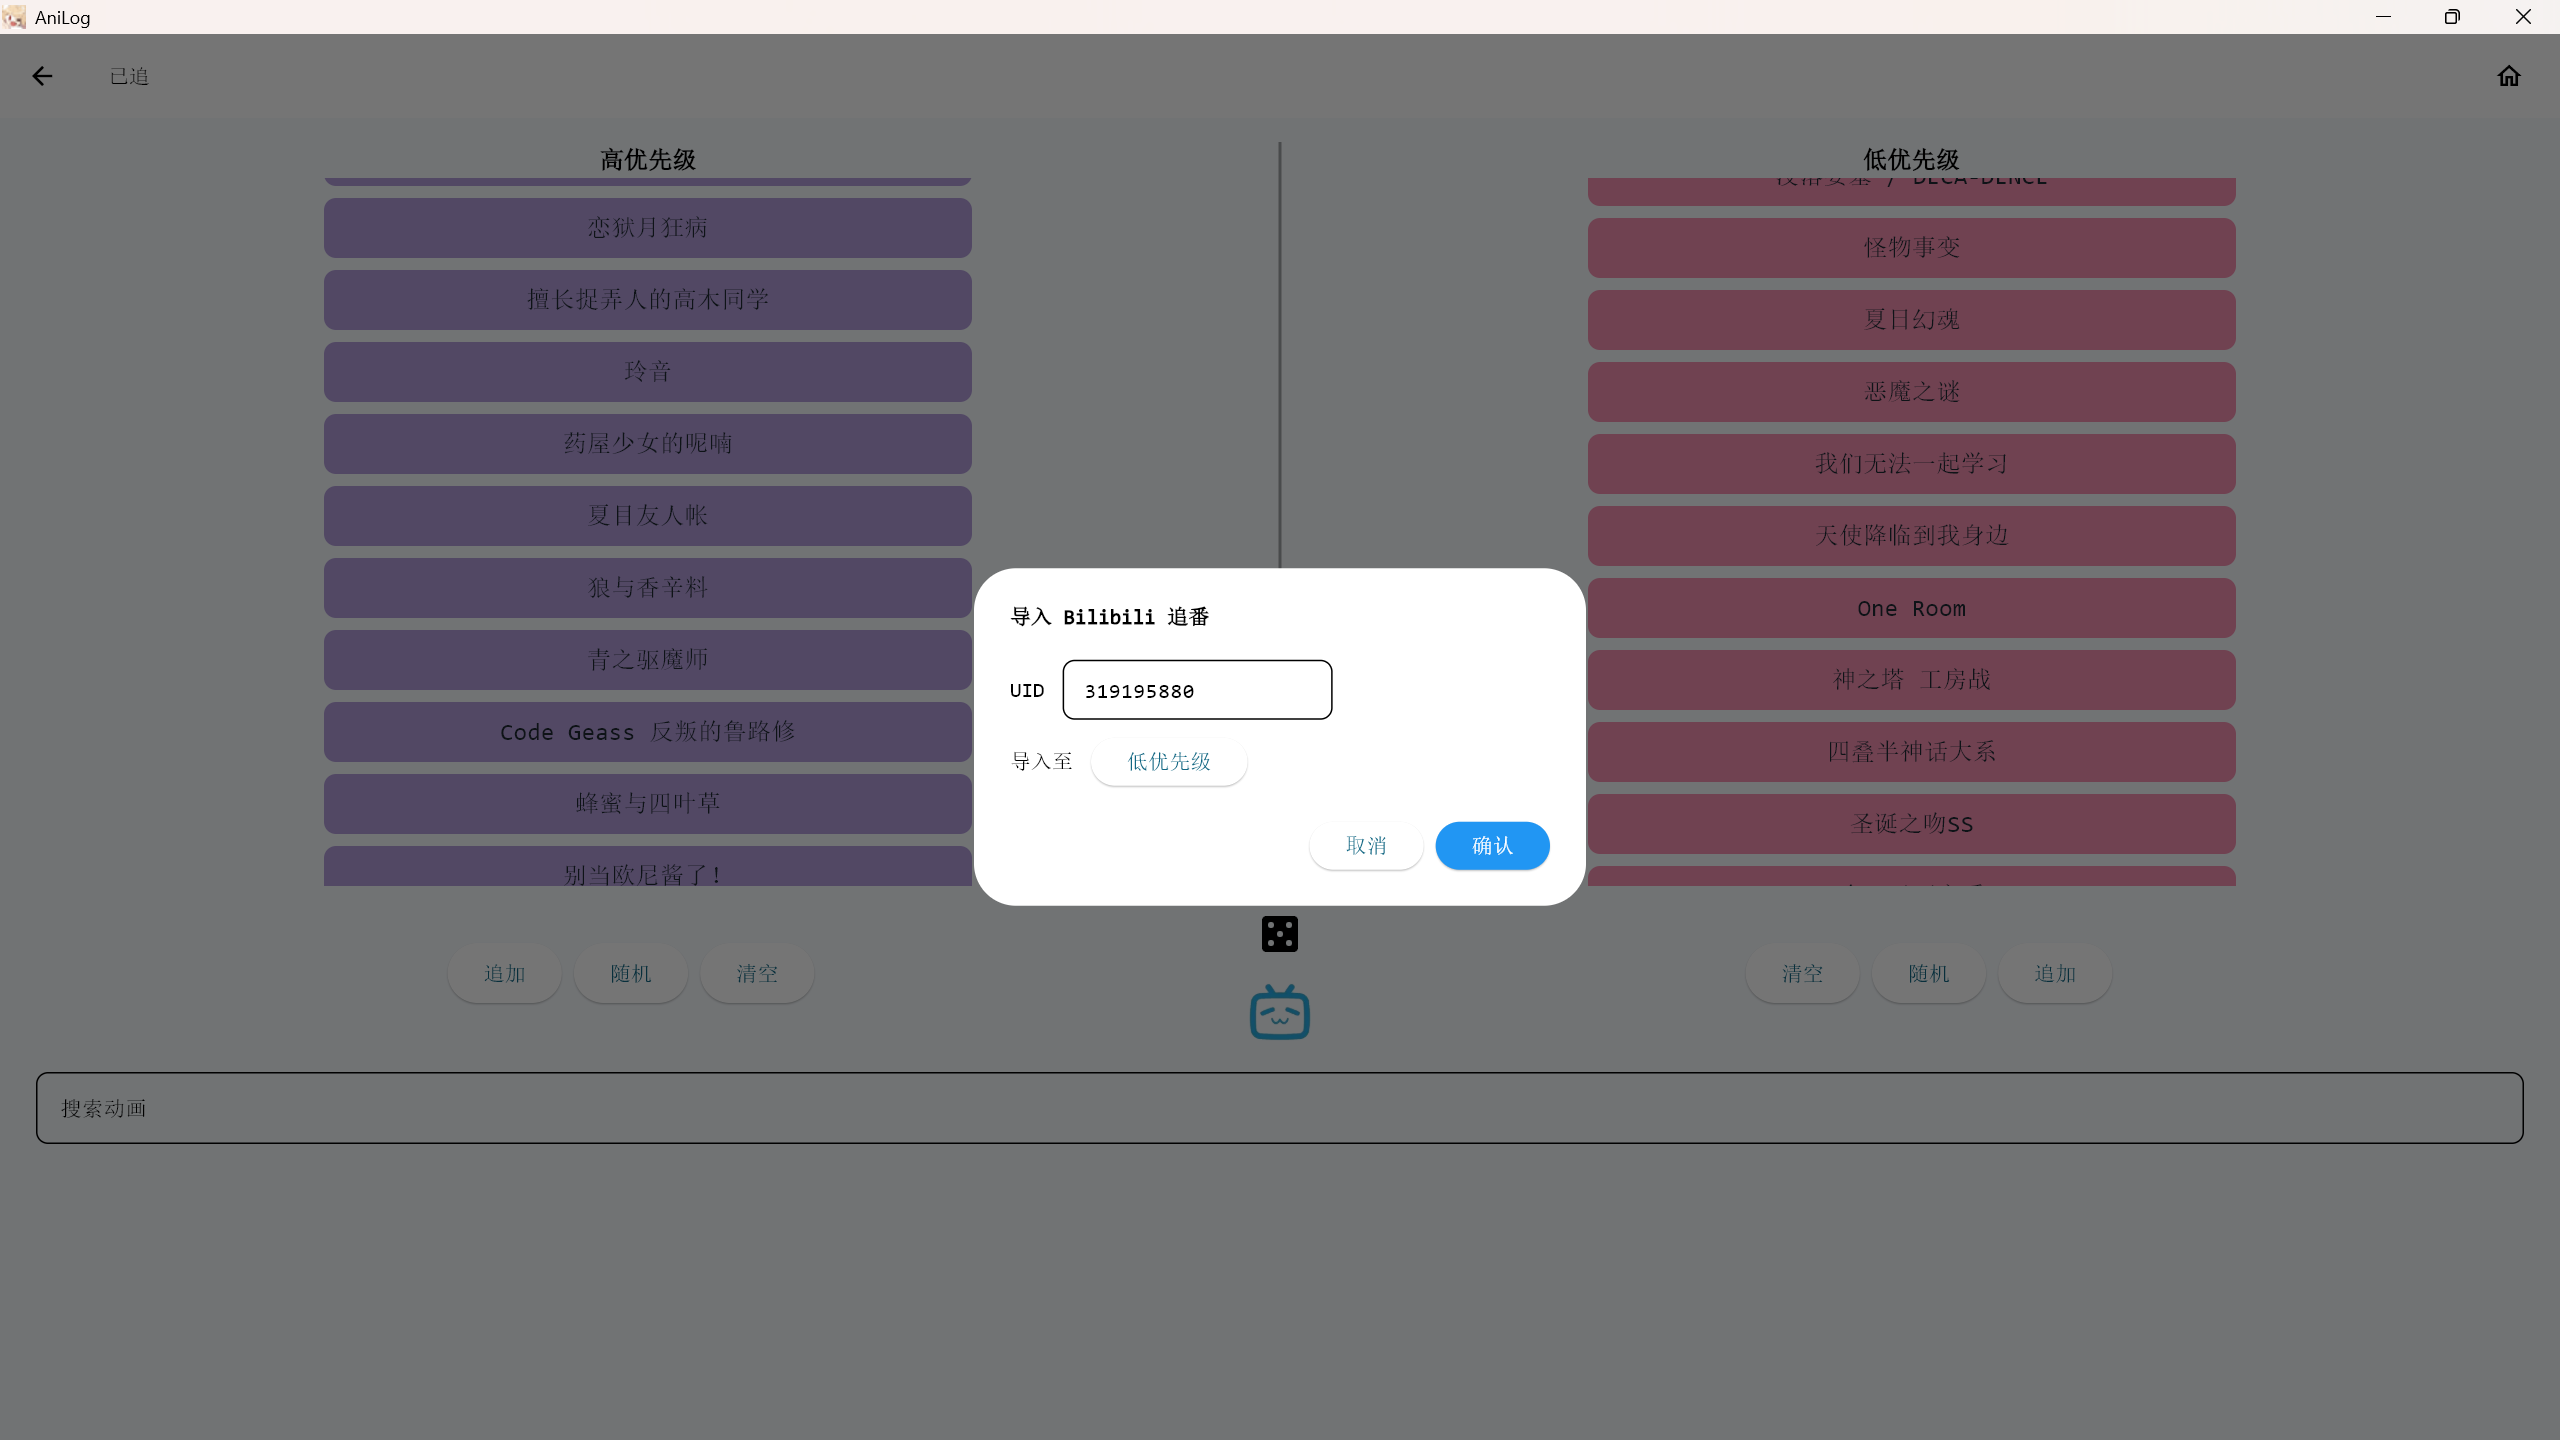 AniLog
已追
高优先级
恋狱月狂病
擅长捉弄人的高木同学
玲音
药屋少女的呢喃
夏目友人帐
狼与香辛料
青之驱魔师
Code Geass 反叛的鲁路修
蜂蜜与四叶草
别当欧尼酱了!
追加
随机
清空
导入 Bilibili 追番
UID
319195880
导入至
低优先级
取消
确认
低优先级
DECA-DENCE
怪物事变
夏日幻魂
恶魔之谜
我们无法一起学习
天使降临到我身边
One Room
神之塔 工房战
四叠半神话大系
圣诞之吻SS
清空
随机
追加
搜索动画